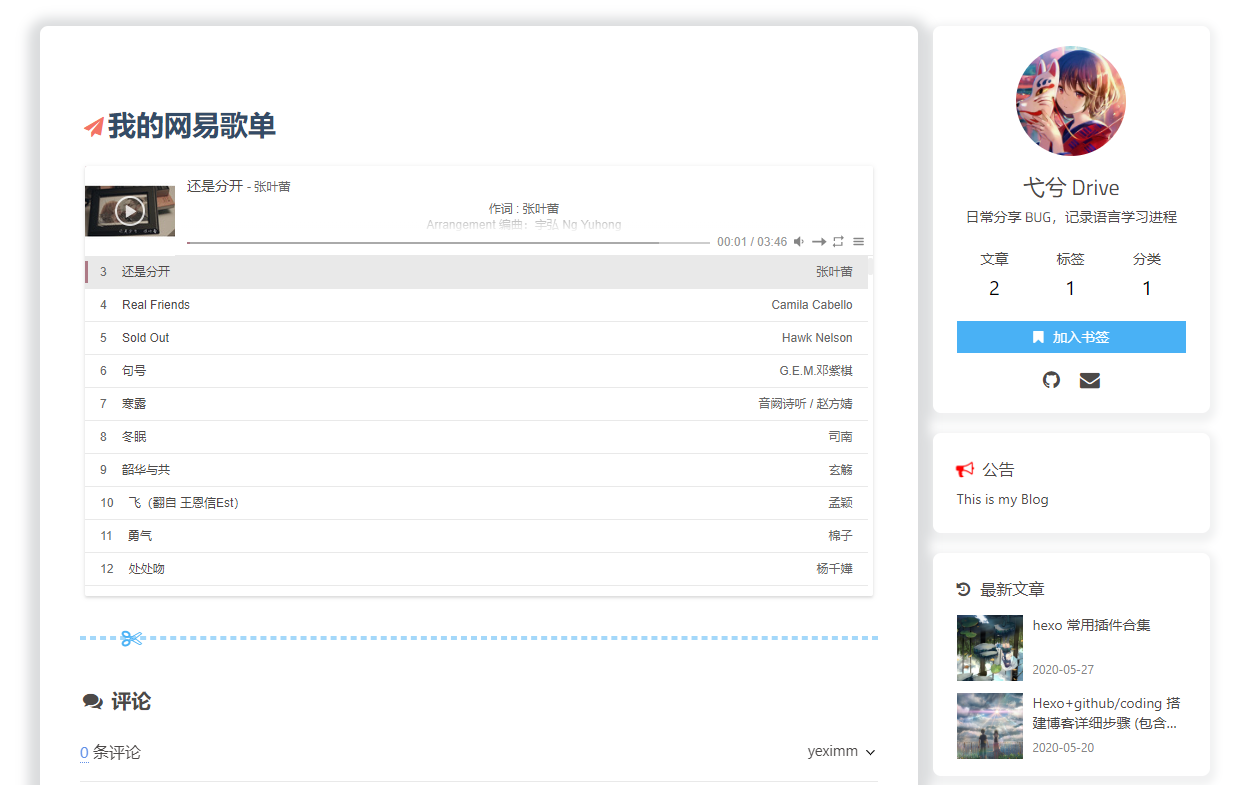 我的网易歌单
还是分开 - 张叶蕾
作词 : 张叶蕾
Arrangement 编曲：宇弘 Ng Yuhong
00:01 / 03:46
3 还是分开 张叶蕾
4 Real Friends Camila Cabello
5 Sold Out Hawk Nelson
6 句号 G.E.M.邓紫棋
7 寒露 音阙诗听 / 赵方婧
8 冬眠 司南
9 韶华与共 玄觞
10 飞（翻自 王恩信Est） 孟颖
11 勇气 棉子
12 处处吻 杨千嬅
评论
0 条评论
yeximm
弋兮 Drive
日常分享 BUG，记录语言学习进程
文章 标签 分类
2 1 1
加入书签
公告
This is my Blog
最新文章
hexo 常用插件合集
2020-05-27
Hexo+github/coding 搭
建博客详细步骤 (包含...
2020-05-20